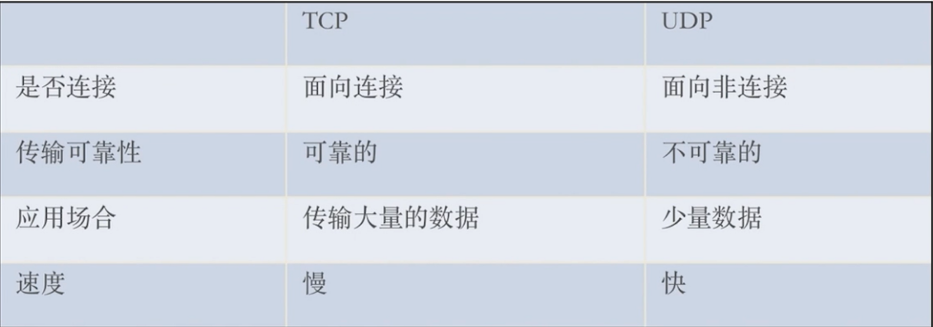 TCP UDP
是否连接 面向连接 面向非连接
传输可靠性 可靠的 不可靠的
应用场合 传输大量的数据 少量数据
速度 慢 快